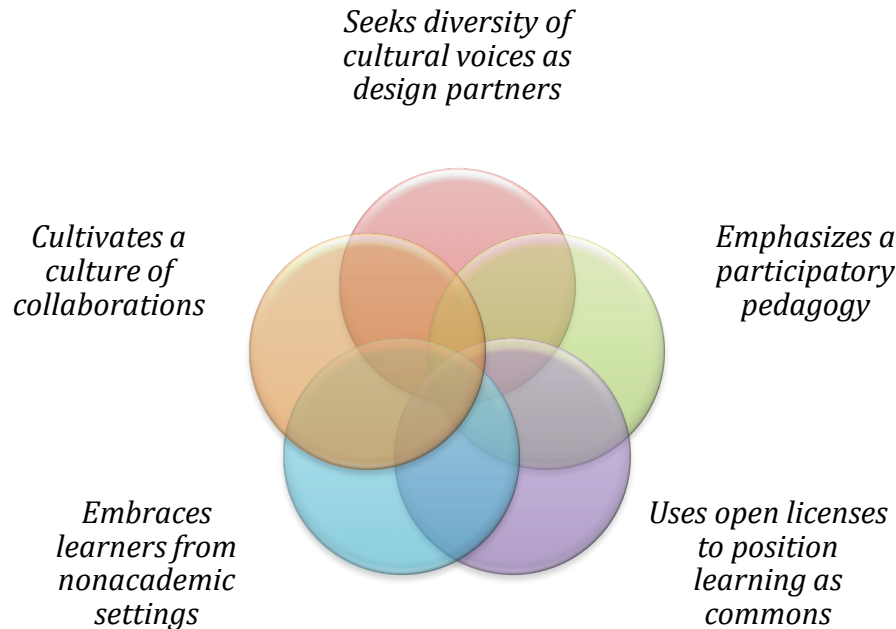 Seeks diversity of
cultural voices as
design partners
Cultivates a
culture of
collaborations
Emphasizes a
participatory
pedagogy
Embraces
learners from
nonacademic
settings
Uses open licenses
to position
learning as
commons